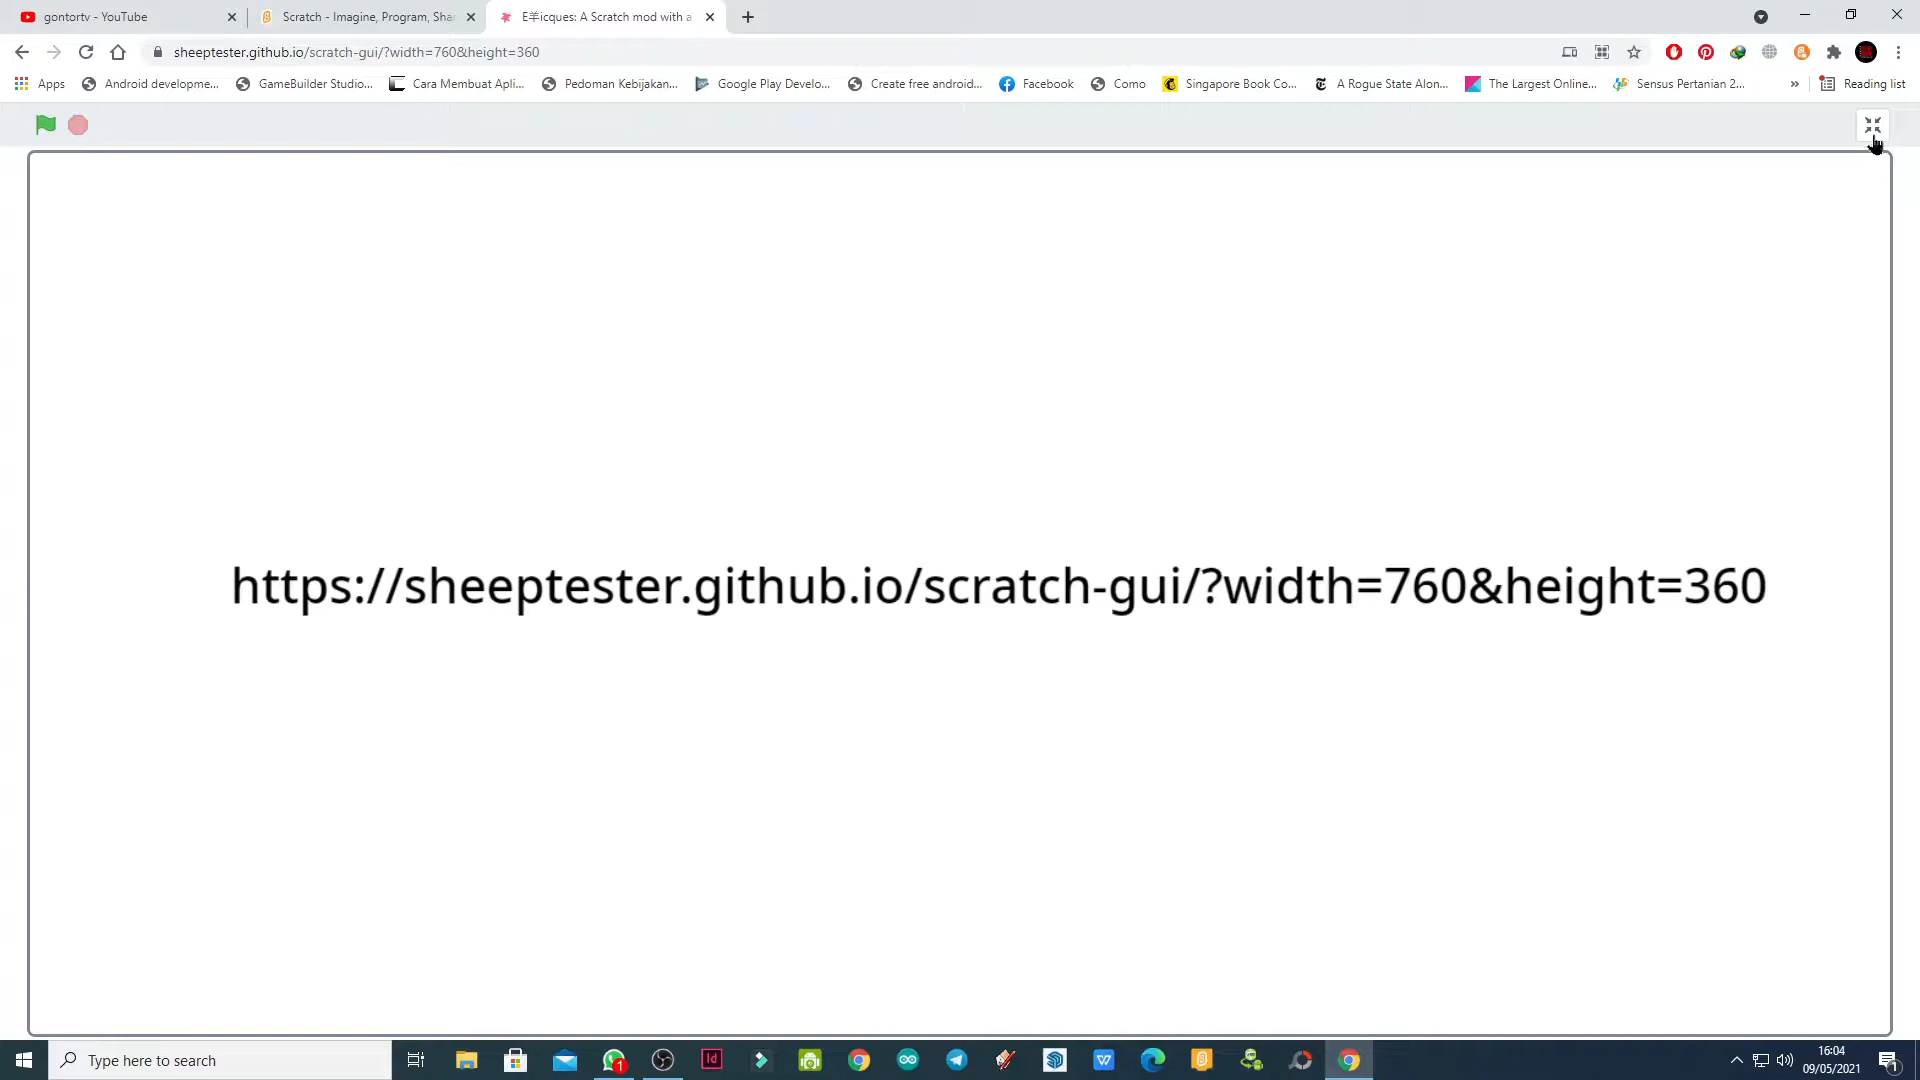 gontortv - YouTube
Scratch - Imagine, Program, Sha
E羊icques: A Scratch mod with a
sheeptester.github.io/scratch-gui/?width=760&height=360
Apps
Android developme...
GameBuilder Studio...
Cara Membuat Apli...
Pedoman Kebijakan...
Google Play Develo...
Create free android...
Facebook
Como
Singapore Book Co...
A Rogue State Alon...
The Largest Online...
Sensus Pertanian 2...
»
Reading list
https://sheeptester.github.io/scratch-gui/?width=760&height=360
Type here to search
1
Id
16:04
09/05/2021
1